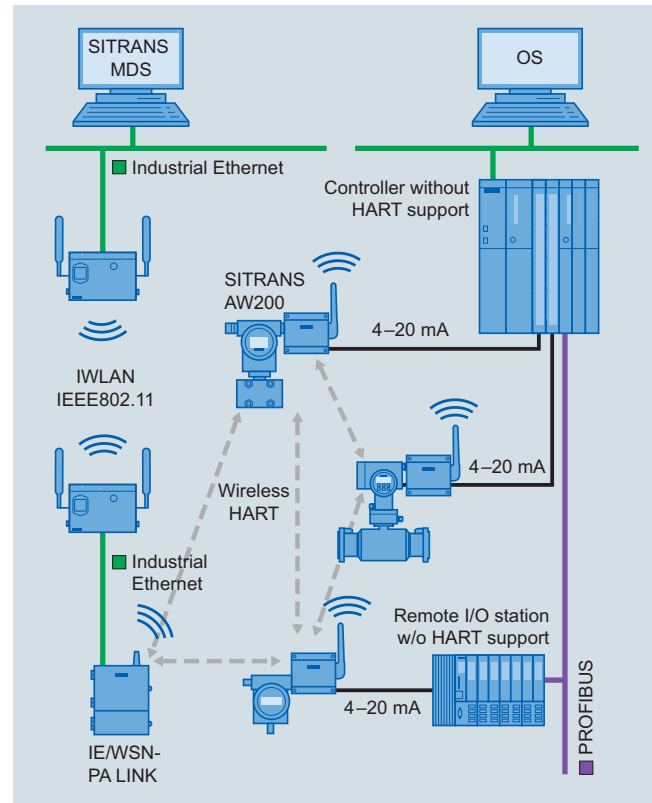 SITRANS
MDS
OS
Industrial Ethernet
Controller without
HART support
SITRANS
AW200
4–20 mA
IWLAN
IEEE802.11
4–20 mA
Wireless
HART
Industrial
Ethernet
Remote I/O station
w/o HART support
4–20 mA
PROFIBUS
IE/WSN-
PA LINK